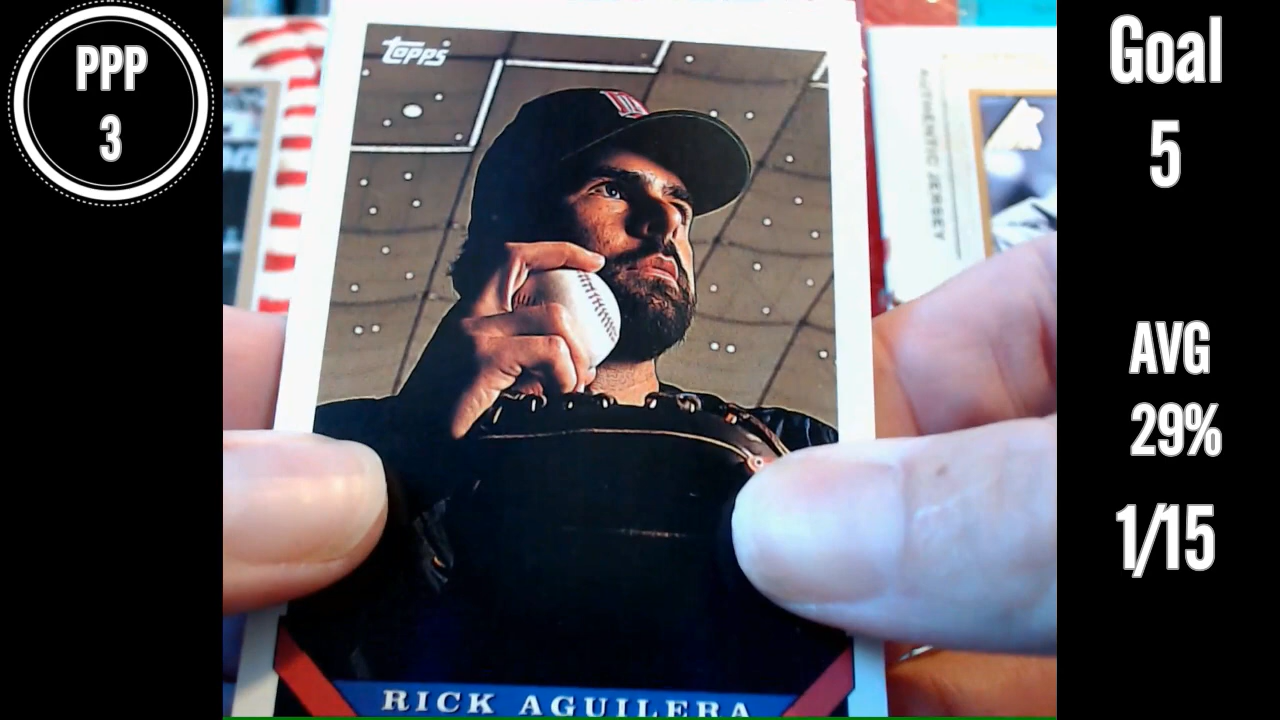 PPP
3
topps
RICK AGUILERA
AUTHENTIC JERSEY
Goal
5
AVG
29%
1/15